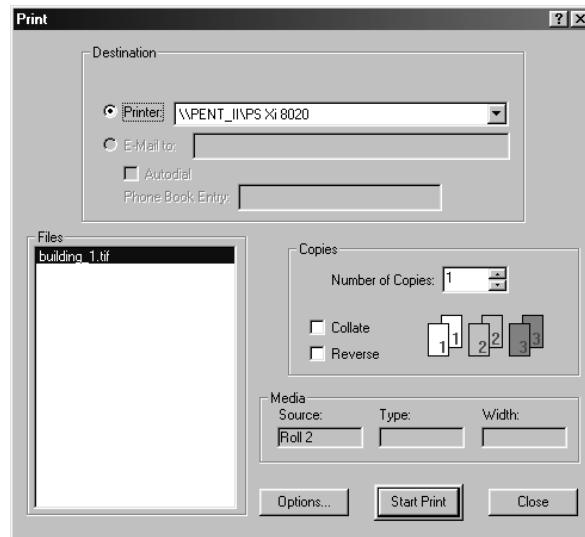 Print
Destination
Printer: \\PENT_II\PS Xi 8020
E-Mail to:
Autodial
Phone Book Entry:
Files
building_1.tif
Copies
Number of Copies: 1
Collate
Reverse
1 1 2 2 3 3
Media
Source: Type: Width:
Roll 2
Options... Start Print Close